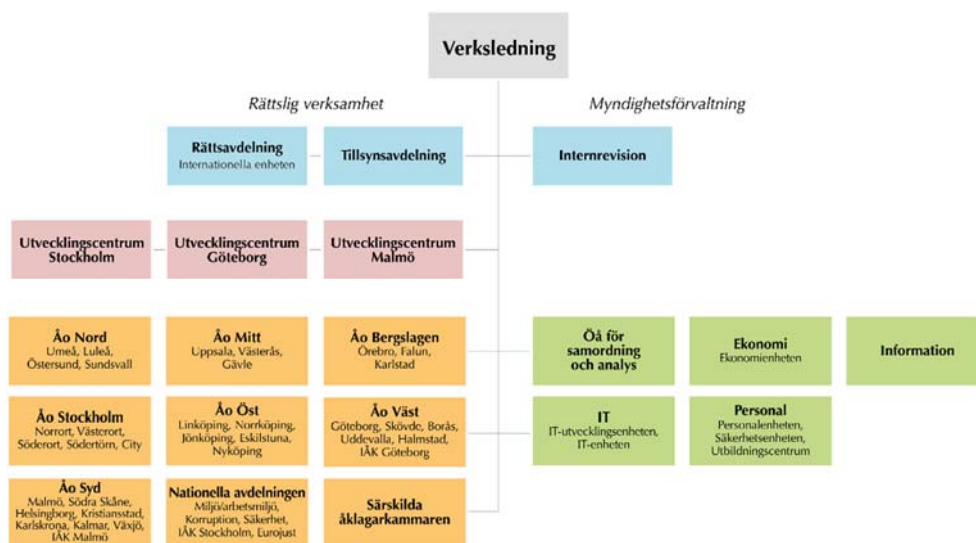 Verksledning
Rättslig verksamhet
Myndighetsförvaltning
Rättsavdelning
Internationella enheten
Tillsynsavdelning
Internrevision
Utvecklingscentrum
Stockholm
Utvecklingscentrum
Göteborg
Utvecklingscentrum
Malmö
Åo Nord
Umeå, Luleå,
Östersund, Sundsvall
Åo Mitt
Uppsala, Västerås,
Gävle
Åo Bergslagen
Örebro, Falun,
Karlstad
Öå för
samordning
och analys
Ekonomi
Ekonomienheten
Information
Åo Stockholm
Norrort, Västerort,
Söderort, Södertörn, City
Åo Öst
Linköping, Norrköping,
Jönköping, Eskilstuna,
Nyköping
Åo Väst
Göteborg, Skövde, Borås,
Uddevalla, Halmstad,
IÅK Göteborg
IT
IT-utvecklingsenheten,
IT-enheten
Personal
Personalenheten,
Säkerhetsenheten,
Utbildningscentrum
Åo Syd
Malmö, Södra Skåne,
Helsingborg, Kristiansstad,
Karlskrona, Kalmar, Växjö,
IÅK Malmö
Nationella avdelningen
Miljö/arbetsmiljö,
Korruption, Säkerhet,
IÅK Stockholm, Eurojust
Särskilda
åklagarkammaren